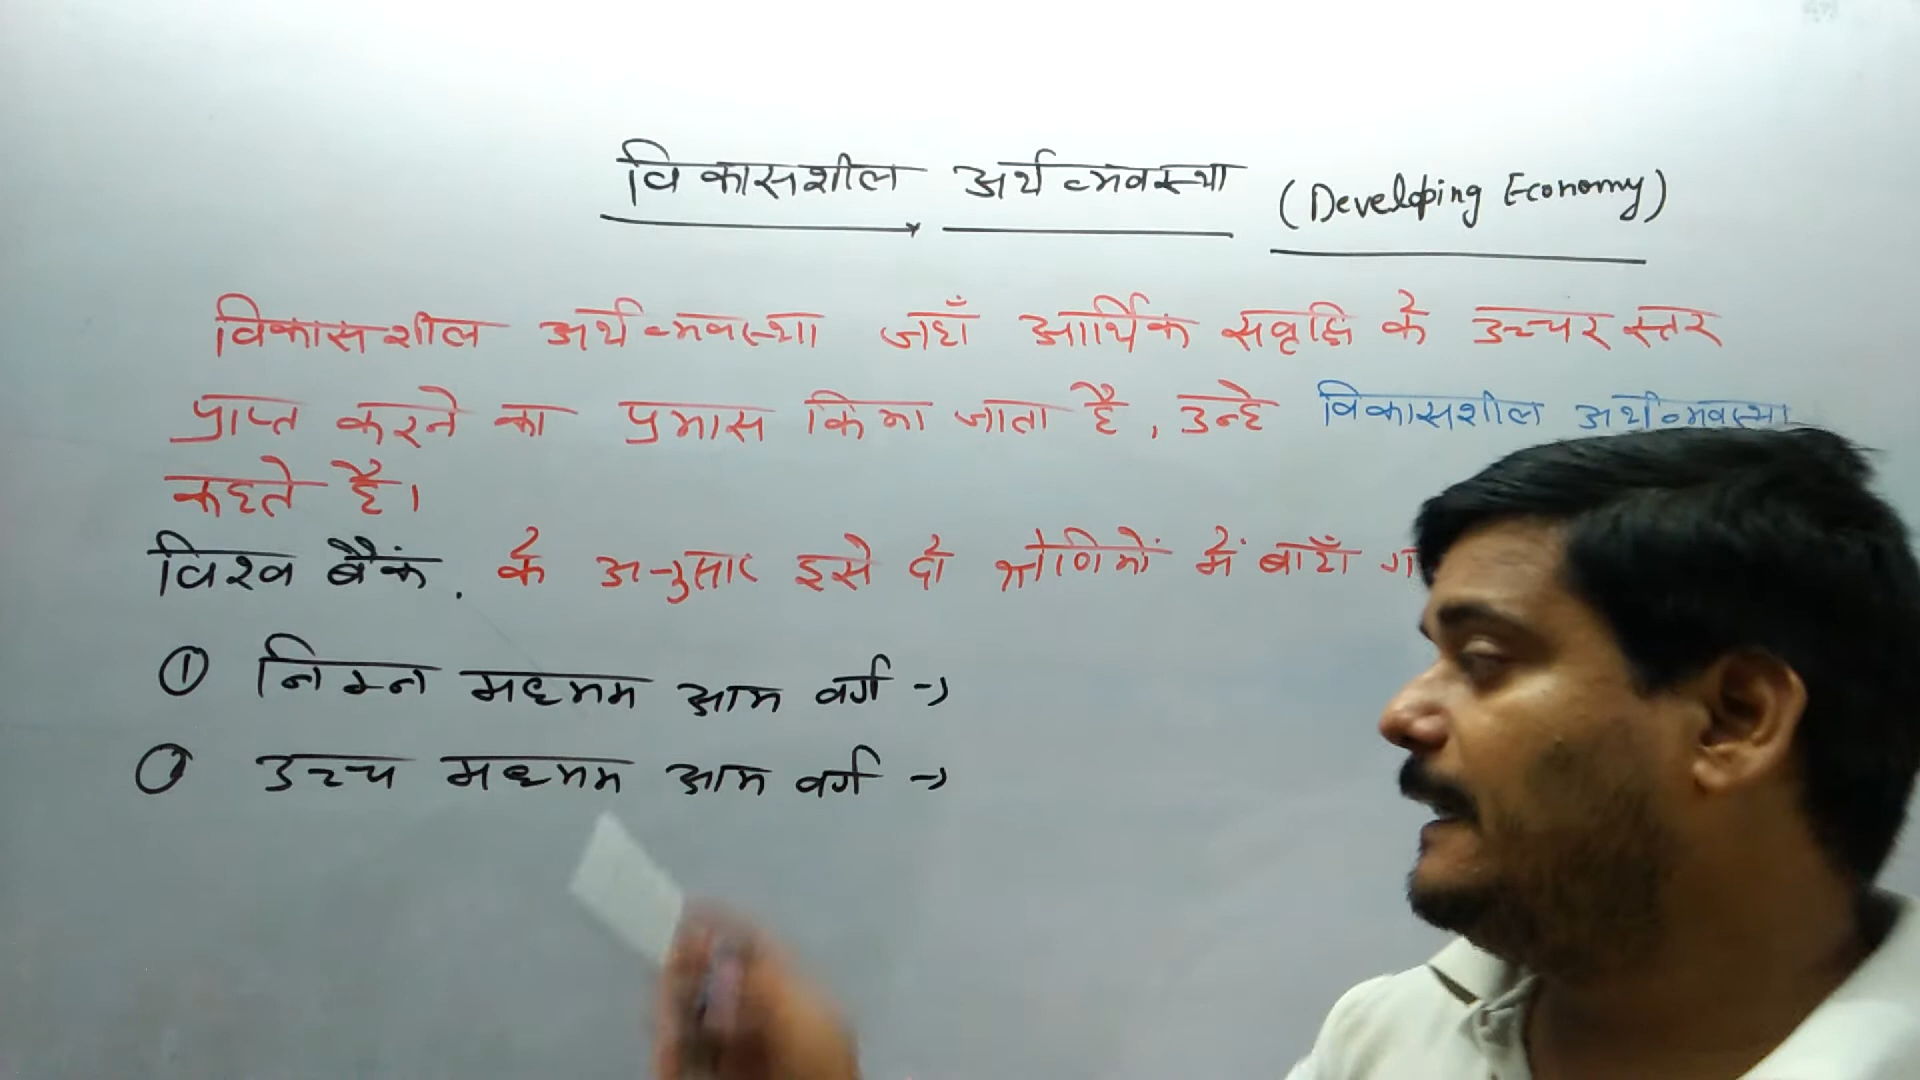 विकासशील अर्थव्यवस्था (Developing Economy)
विकासशील अर्थव्यवस्था जहाँ आर्थिक संवृद्धि के उच्चर स्तर
प्राप्त करने का प्रयास किया जाता है, उन्हे विकासशील अर्थव्यवस्था
कहते है।
विश्व बैंक. के अनुसार इसे दो श्रेणियों में बाटाँ
① निम्न मध्यम आय वर्ग →
② उच्च मध्यम आय वर्ग →